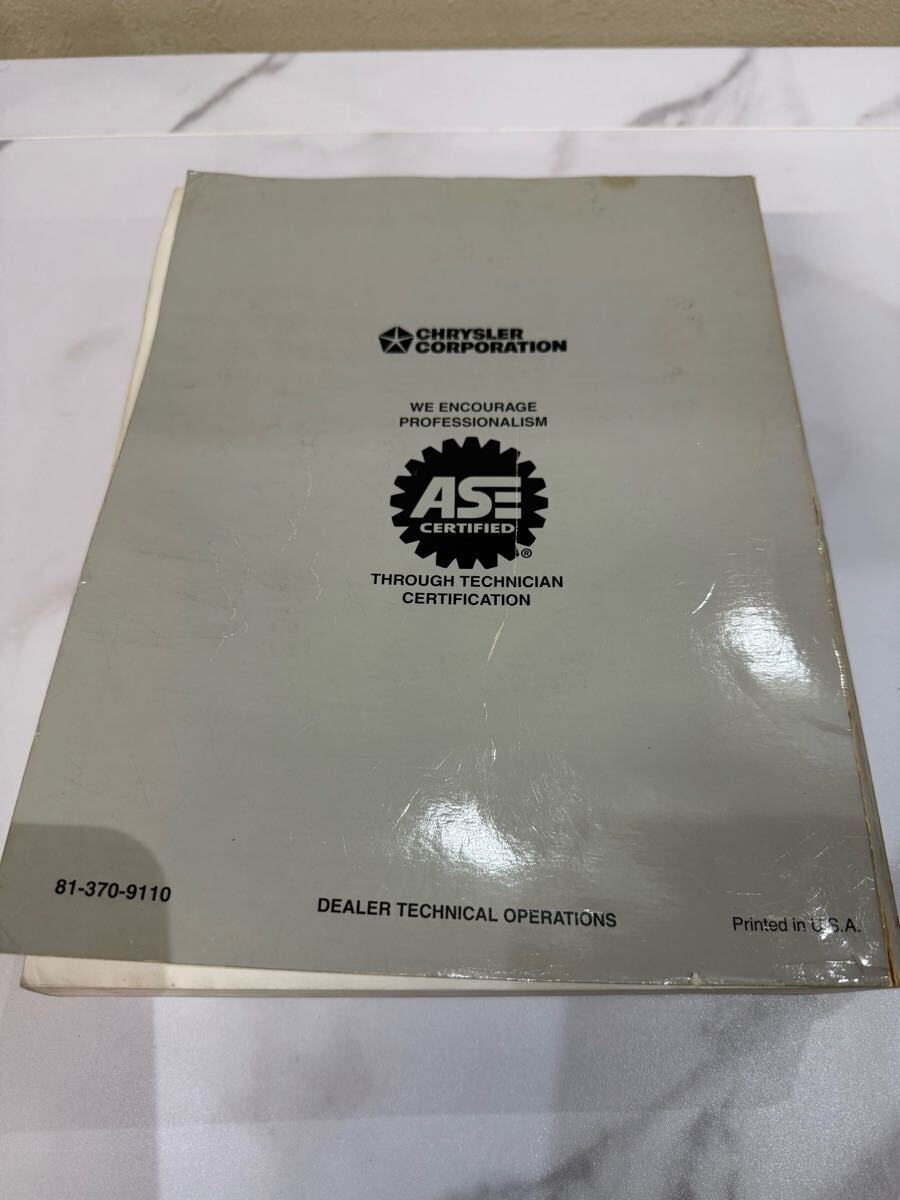 CHRYSLER
CORPORATION
WE ENCOURAGE
PROFESSIONALISM
ASE
CERTIFIED
®
THROUGH TECHNICIAN
CERTIFICATION
81-370-9110
DEALER TECHNICAL OPERATIONS
Printed in U.S.A.